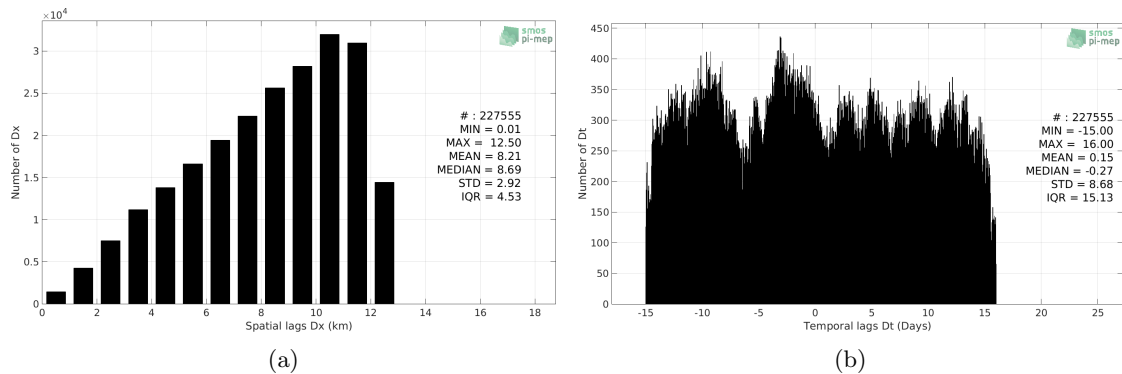 ×10⁴
3
2.5
2
1.5
1
0.5
0
Number of Dx
0 2 4 6 8 10 12 14 16 18
Spatial lags Dx (km)
smos
pi-mep
# : 227555
MIN = 0.01
MAX = 12.50
MEAN = 8.21
MEDIAN = 8.69
STD = 2.92
IQR = 4.53
(a)
450
400
350
300
250
200
150
100
50
0
Number of Dt
-15 -10 -5 0 5 10 15 20 25
Temporal lags Dt (Days)
smos
pi-mep
# : 227555
MIN = -15.00
MAX = 16.00
MEAN = 0.15
MEDIAN = -0.27
STD = 8.68
IQR = 15.13
(b)